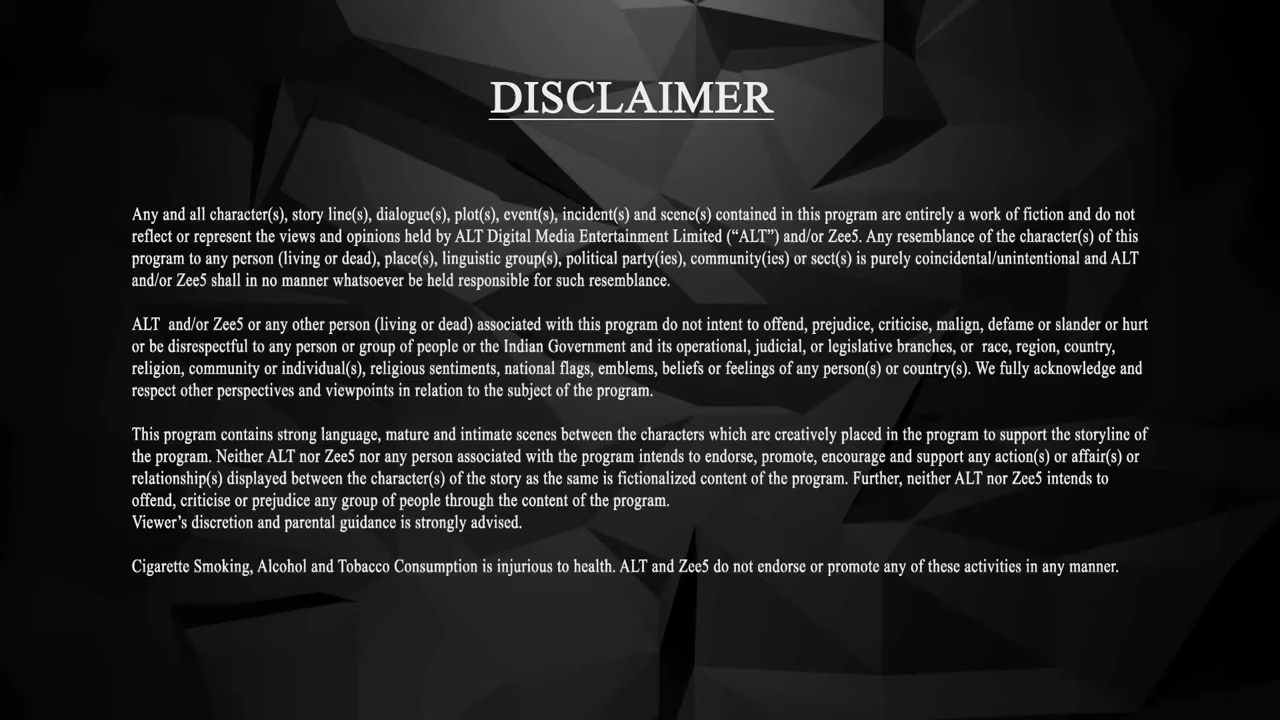 DISCLAIMER
Any and all character(s), story line(s), dialogue(s), plot(s), event(s), incident(s) and scene(s) contained in this program are entirely a work of fiction and do not
reflect or represent the views and opinions held by ALT Digital Media Entertainment Limited (“ALT”) and/or Zee5. Any resemblance of the character(s) of this
program to any person (living or dead), place(s), linguistic group(s), political party(ies), community(ies) or sect(s) is purely coincidental/unintentional and ALT
and/or Zee5 shall in no manner whatsoever be held responsible for such resemblance.
ALT  and/or Zee5 or any other person (living or dead) associated with this program do not intent to offend, prejudice, criticise, malign, defame or slander or hurt
or be disrespectful to any person or group of people or the Indian Government and its operational, judicial, or legislative branches, or  race, region, country,
religion, community or individual(s), religious sentiments, national flags, emblems, beliefs or feelings of any person(s) or country(s). We fully acknowledge and
respect other perspectives and viewpoints in relation to the subject of the program.
This program contains strong language, mature and intimate scenes between the characters which are creatively placed in the program to support the storyline of
the program. Neither ALT nor Zee5 nor any person associated with the program intends to endorse, promote, encourage and support any action(s) or affair(s) or
relationship(s) displayed between the character(s) of the story as the same is fictionalized content of the program. Further, neither ALT nor Zee5 intends to
offend, criticise or prejudice any group of people through the content of the program.
Viewer’s discretion and parental guidance is strongly advised.
Cigarette Smoking, Alcohol and Tobacco Consumption is injurious to health. ALT and Zee5 do not endorse or promote any of these activities in any manner.